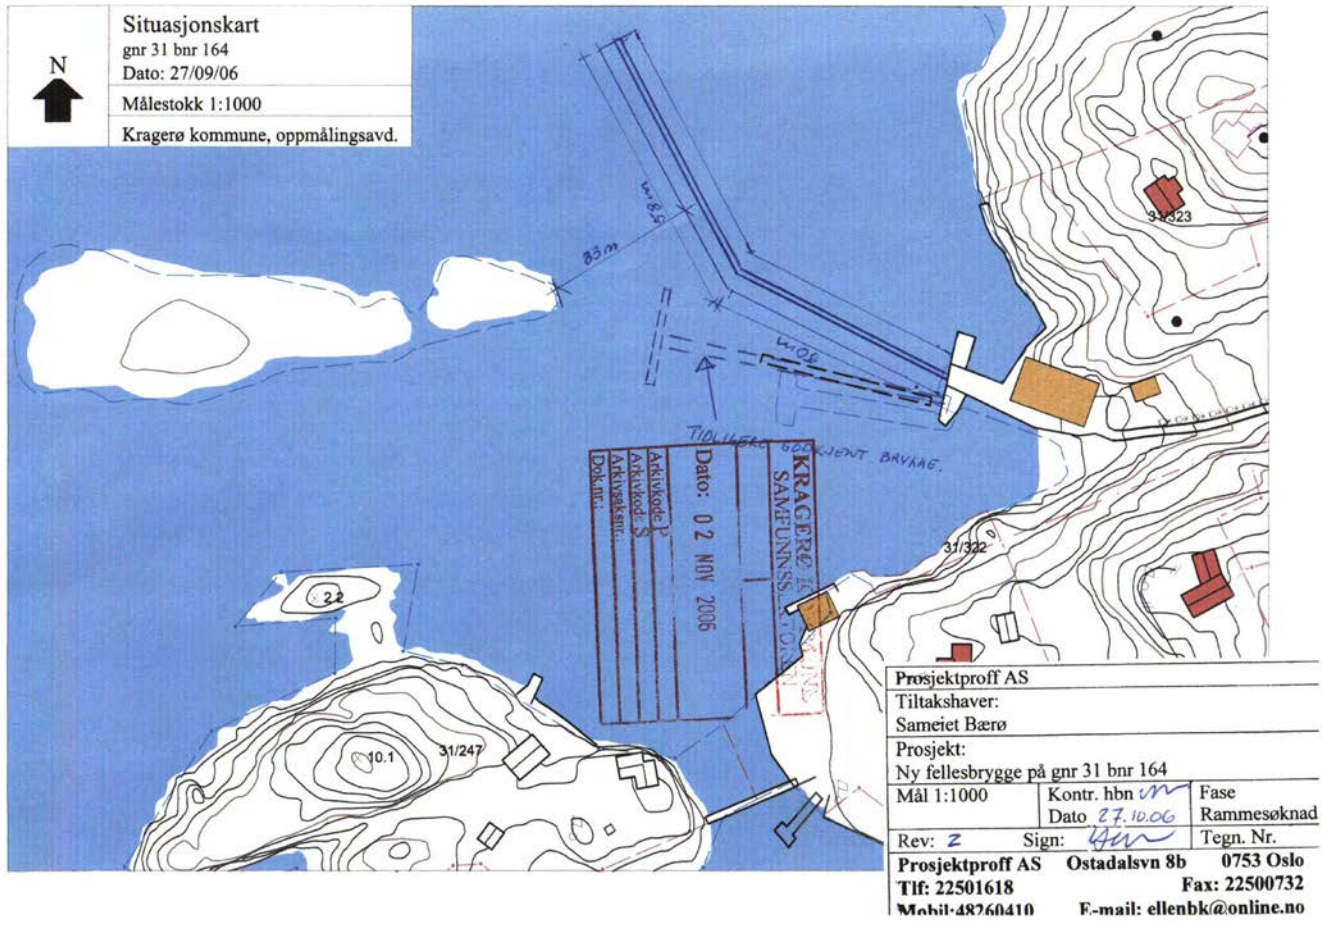 N
Situasjonskart
gnr 31 bnr 164
Dato: 27/09/06
Målestokk 1:1000
Kragerø kommune, oppmålingsavd.
58m
83m
50m
31/323
TIDLIGERE GODKJENT BRYGGE.
KRAGERØ
Dato: 02 NOV 2006
Arkivkode P
Arkivkode S
Arkivsaksnr.:
Dok.nr.:
31/322
2.2
10.1
31/247
Prosjektproff AS
Tiltakshaver:
Sameiet Bærø
Prosjekt:
Ny fellesbrygge på gnr 31 bnr 164
Mål 1:1000
Kontr. hbn
Fase
Dato 27.10.06
Rammesøknad
Rev: 2
Sign:
Tegn. Nr.
Prosjektproff AS Ostadalsvn 8b 0753 Oslo
Tlf: 22501618 Fax: 22500732
Mobil:48260410 E-mail: ellenbk@online.no